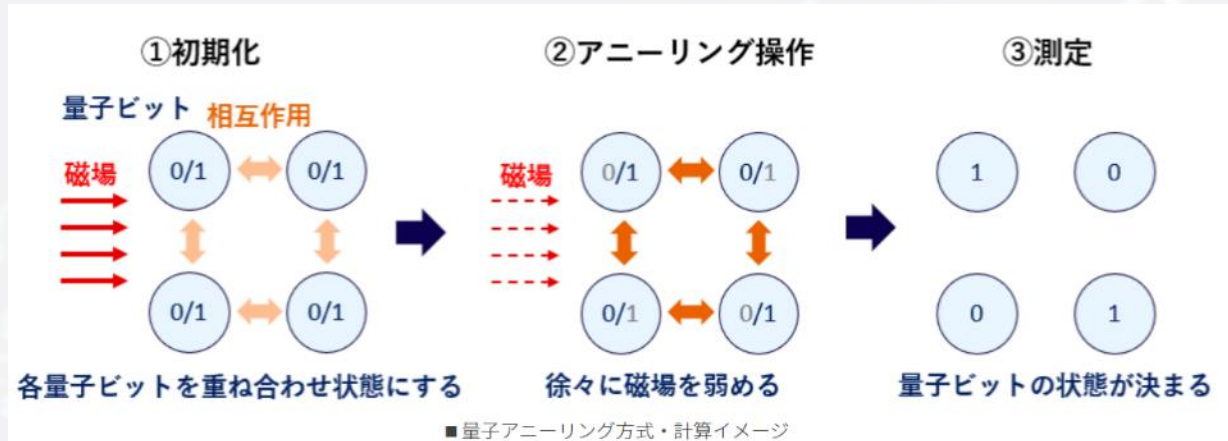 ①初期化
量子ビット 相互作用
磁場
0/1 0/1
0/1 0/1
各量子ビットを重ね合わせ状態にする
②アニーリング操作
磁場
0/1 0/1
0/1 0/1
徐々に磁場を弱める
③測定
1 0
0 1
量子ビットの状態が決まる
■量子アニーリング方式・計算イメージ